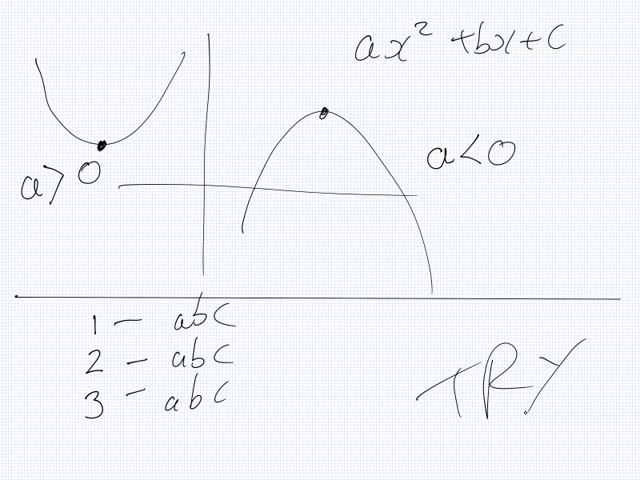 ax² + bx + c
a > 0
a < 0
1 - abc
2 - abc
3 - abc
TRY